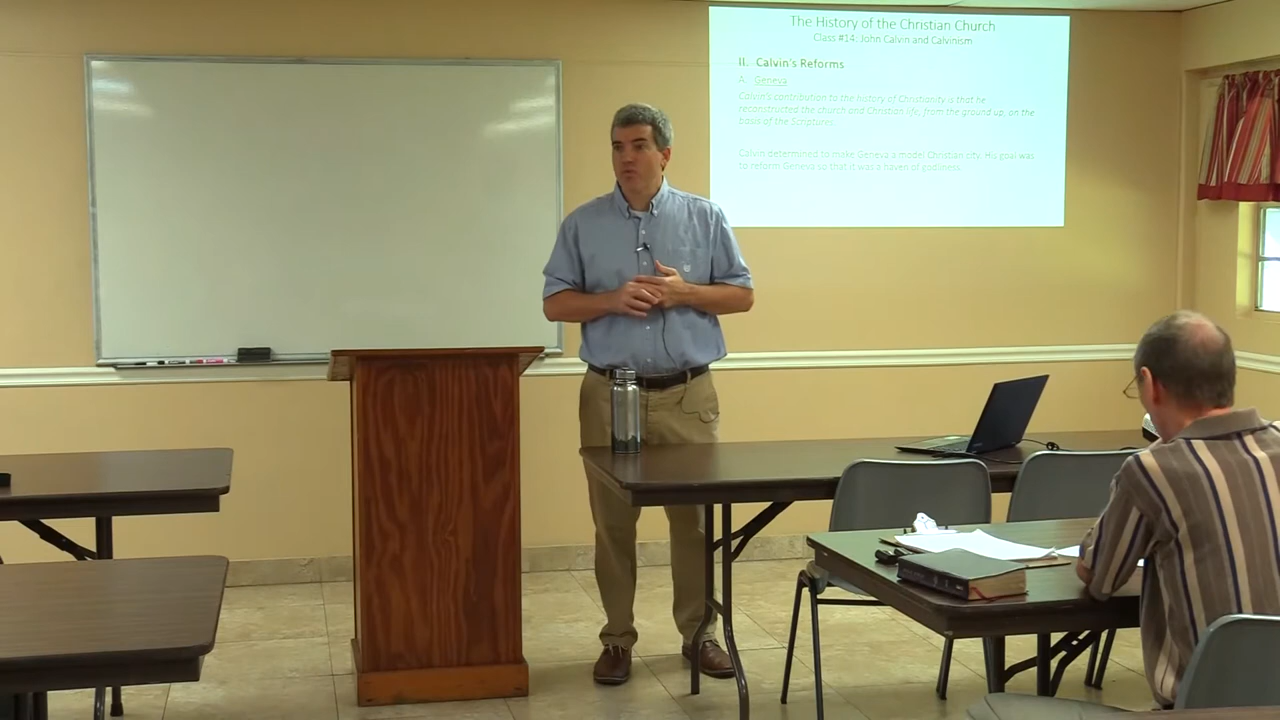 The History of the Christian Church
Class #14: John Calvin and Calvinism
II. Calvin's Reforms
A. Geneva
Calvin's contribution to the history of Christianity is that he
reconstructed the church and Christian life, from the ground up, on the
basis of the Scriptures.
Calvin determined to make Geneva a model Christian city. His goal was
to reform Geneva so that it was a haven of godliness.